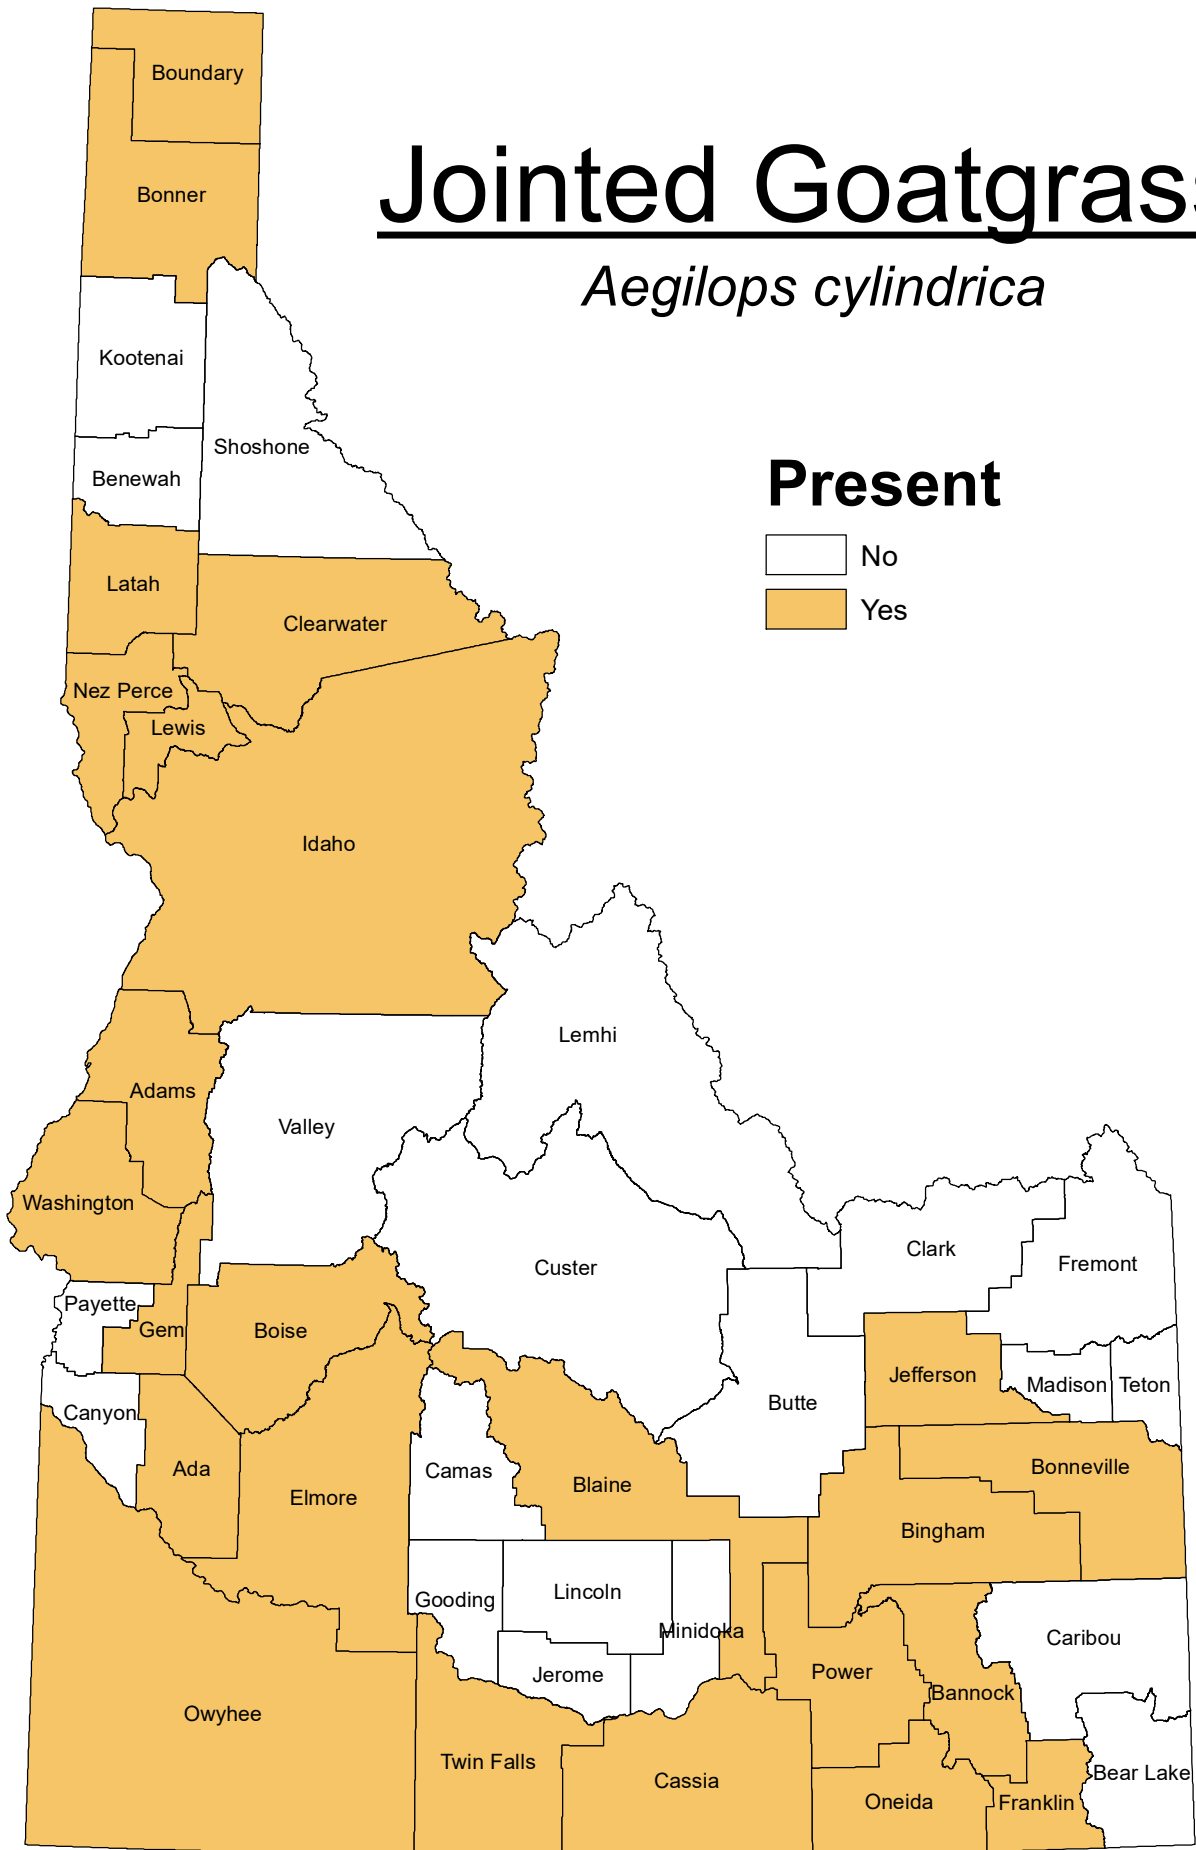 Boundary
Bonner
Jointed Goatgrass
Aegilops cylindrica
Kootenai
Shoshone
Benewah
Present
No
Yes
Latah
Clearwater
Nez Perce
Lewis
Idaho
Lemhi
Adams
Valley
Washington
Clark
Fremont
Custer
Payette
Gem
Boise
Jefferson
Madison
Teton
Butte
Canyon
Ada
Camas
Bonneville
Blaine
Elmore
Bingham
Lincoln
Gooding
Minidoka
Caribou
Jerome
Power
Bannock
Owyhee
Twin Falls
Cassia
Bear Lake
Oneida
Franklin